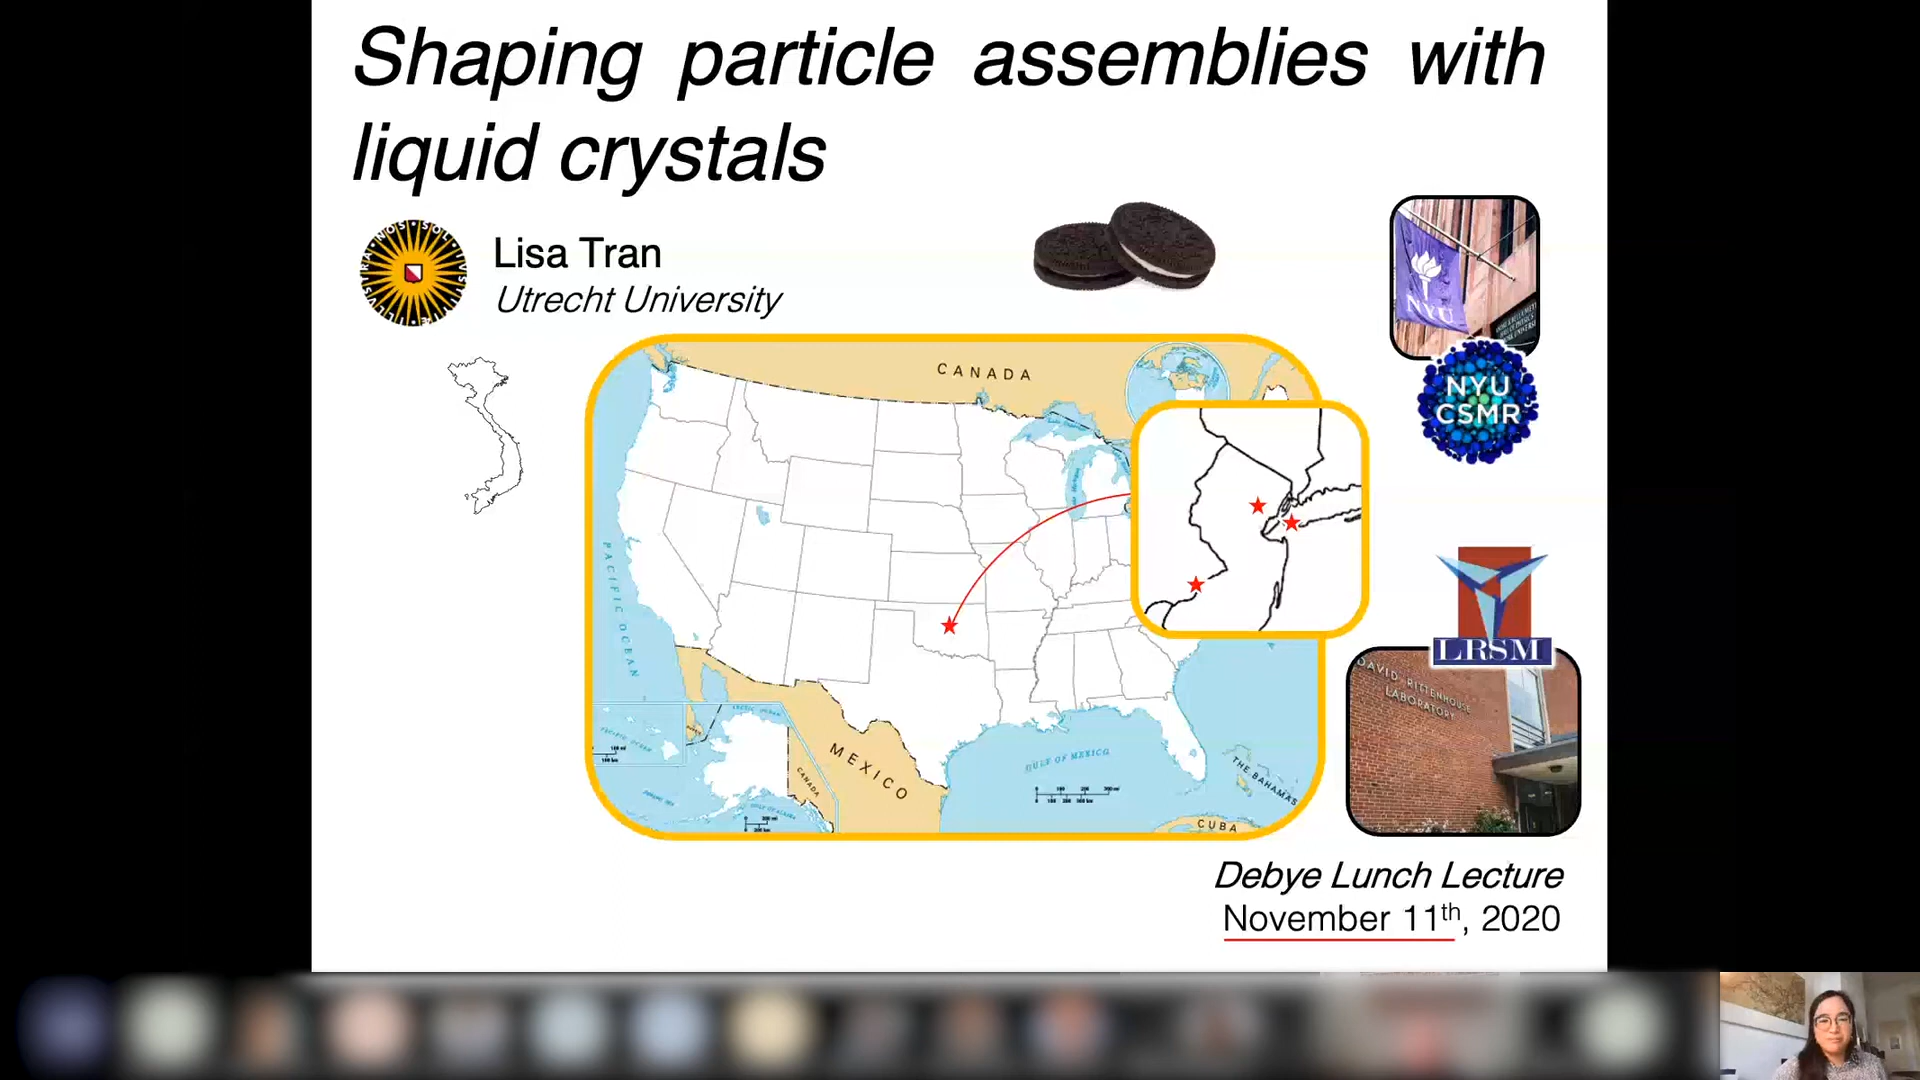 Shaping particle assemblies with
liquid crystals
Lisa Tran
Utrecht University
NYU
NYU
CSMR
CANADA
PACIFIC OCEAN
MEXICO
CANADA
GULF OF MEXICO
THE BAHAMAS
CUBA
LRSM
DAVID RITTENHOUSE
LABORATORY
Debye Lunch Lecture
November 11th, 2020